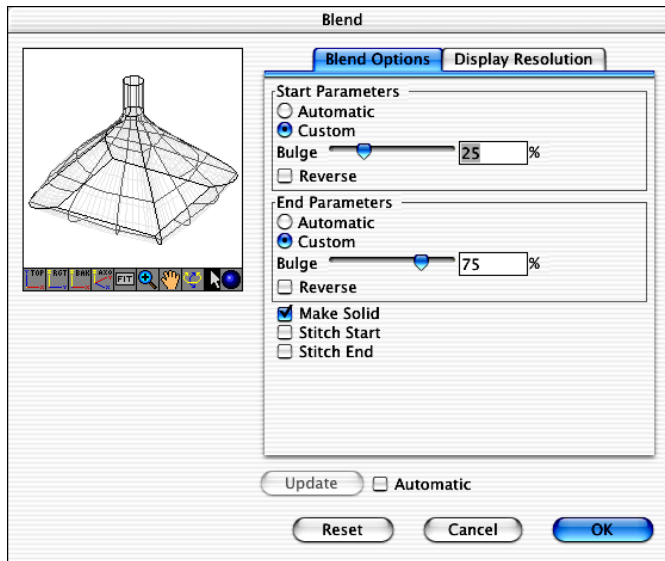 Blend
Blend Options Display Resolution
Start Parameters
Automatic
Custom
Bulge 25 %
Reverse
End Parameters
Automatic
Custom
Bulge 75 %
Reverse
Make Solid
Stitch Start
Stitch End
TOP RGT BAK AXO FIT
Update Automatic
Reset Cancel OK